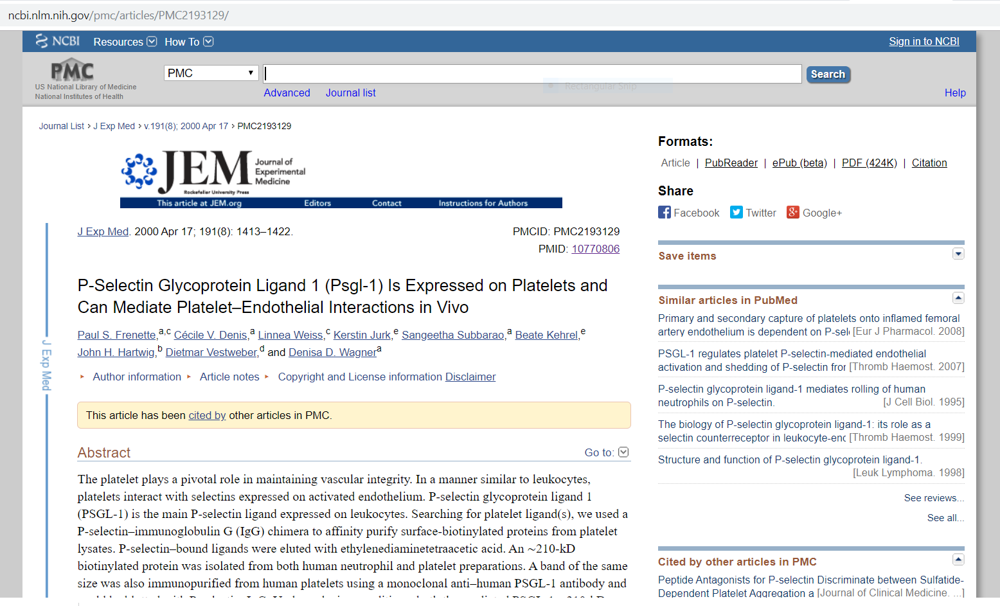 ncbi.nlm.nih.gov/pmc/articles/PMC2193129/
NCBI Resources How To Sign in to NCBI
PMC
US National Library of Medicine
National Institutes of Health
PMC Search
Rectangular Snip
Advanced Journal list Help
Journal List > J Exp Med > v.191(8); 2000 Apr 17 > PMC2193129
JEM Journal of
Experimental
Medicine
Rockefeller University Press
This article at JEM.org Editors Contact Instructions for Authors
J Exp Med
J Exp Med. 2000 Apr 17; 191(8): 1413–1422. PMCID: PMC2193129
PMID: 10770806
P-Selectin Glycoprotein Ligand 1 (Psgl-1) Is Expressed on Platelets and
Can Mediate Platelet–Endothelial Interactions in Vivo
Paul S. Frenette,a,c Cécile V. Denis,a Linnea Weiss,c Kerstin Jurk,e Sangeetha Subbarao,a Beate Kehrel,e
John H. Hartwig,b Dietmar Vestweber,d and Denisa D. Wagnera
Author information Article notes Copyright and License information Disclaimer
This article has been cited by other articles in PMC.
Abstract Go to:
The platelet plays a pivotal role in maintaining vascular integrity. In a manner similar to leukocytes,
platelets interact with selectins expressed on activated endothelium. P-selectin glycoprotein ligand 1
(PSGL-1) is the main P-selectin ligand expressed on leukocytes. Searching for platelet ligand(s), we used a
P-selectin–immunoglobulin G (IgG) chimera to affinity purify surface-biotinylated proteins from platelet
lysates. P-selectin–bound ligands were eluted with ethylenediaminetetraacetic acid. An ~210-kD
biotinylated protein was isolated from both human neutrophil and platelet preparations. A band of the same
size was also immunopurified from human platelets using a monoclonal anti–human PSGL-1 antibody and
Formats:
Article | PubReader | ePub (beta) | PDF (424K) | Citation
Share
Facebook Twitter Google+
Save items
Similar articles in PubMed
Primary and secondary capture of platelets onto inflamed femoral
artery endothelium is dependent on P-sel [Eur J Pharmacol. 2008]
PSGL-1 regulates platelet P-selectin-mediated endothelial
activation and shedding of P-selectin from [Thromb Haemost. 2007]
P-selectin glycoprotein ligand-1 mediates rolling of human
neutrophils on P-selectin. [J Cell Biol. 1995]
The biology of P-selectin glycoprotein ligand-1: its role as a
selectin counterreceptor in leukocyte-enc [Thromb Haemost. 1999]
Structure and function of P-selectin glycoprotein ligand-1.
[Leuk Lymphoma. 1998]
See reviews...
See all...
Cited by other articles in PMC
Peptide Antagonists for P-selectin Discriminate between Sulfatide-
Dependent Platelet Aggregation a [Journal of Clinical Medicine. ...]